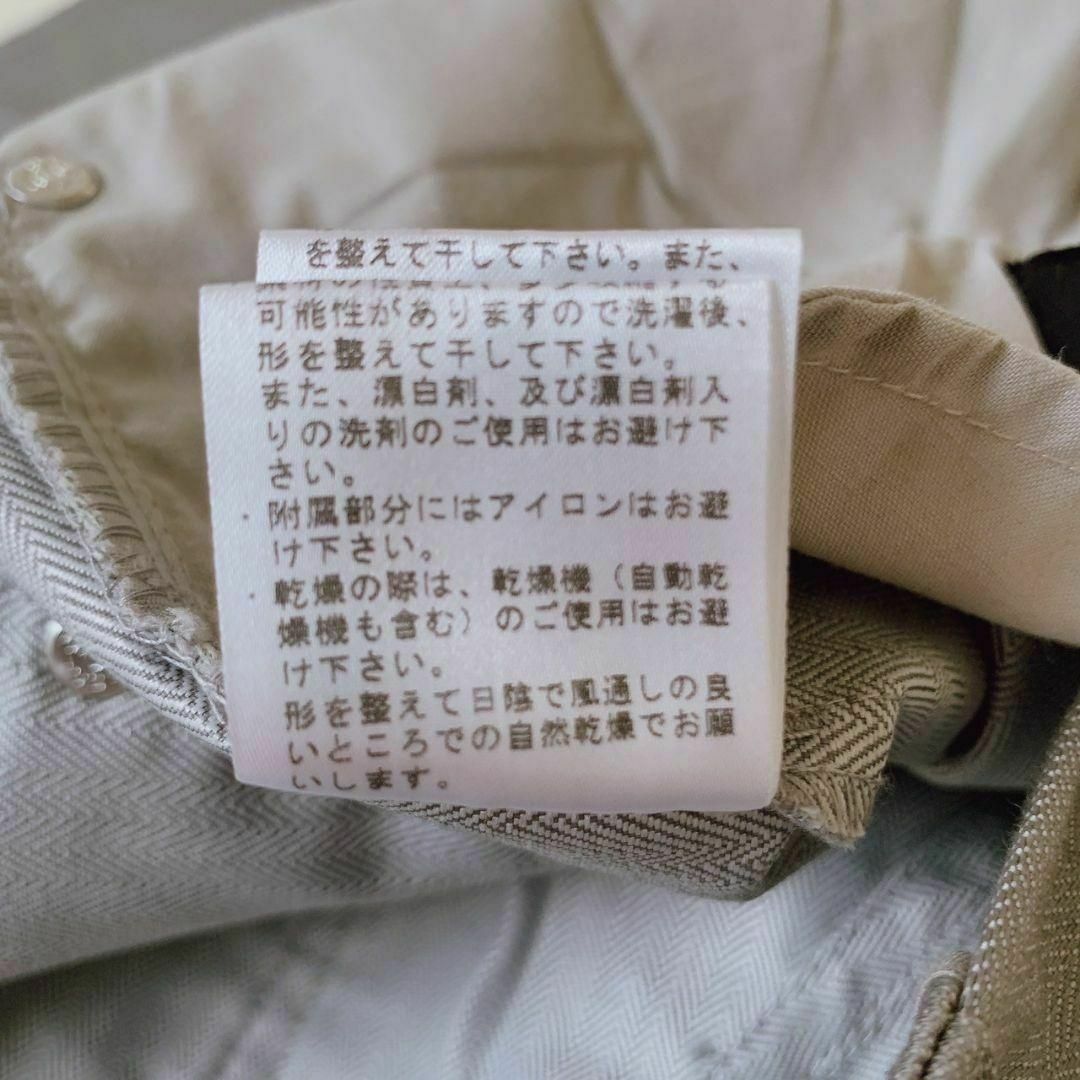 を整えて干して下さい。また、
可能性がありますので洗濯後、
形を整えて干して下さい。
また、漂白剤、及び漂白剤入
りの洗剤のご使用はお避け下
さい。
・附属部分にはアイロンはお避
け下さい。
・乾燥の際は、乾燥機（自動乾
燥機も含む）のご使用はお避
け下さい。
形を整えて日陰で風通しの良
いところでの自然乾燥でお願
いします。